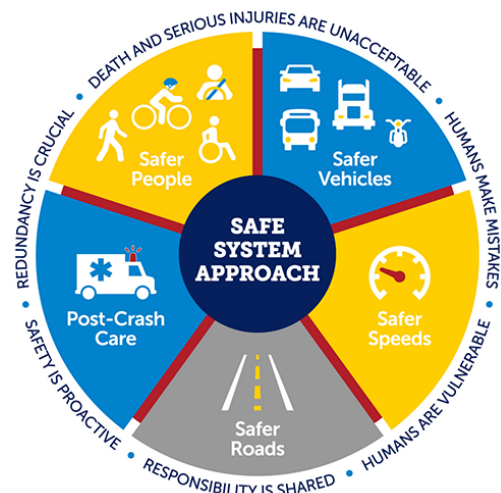 DEATH AND SERIOUS INJURIES ARE UNACCEPTABLE
HUMANS MAKE MISTAKES
HUMANS ARE VULNERABLE
RESPONSIBILITY IS SHARED
SAFETY IS PROACTIVE
REDUNDANCY IS CRUCIAL
SAFE
SYSTEM
APPROACH
Safer
People
Safer
Vehicles
Safer
Speeds
Safer
Roads
Post-Crash
Care